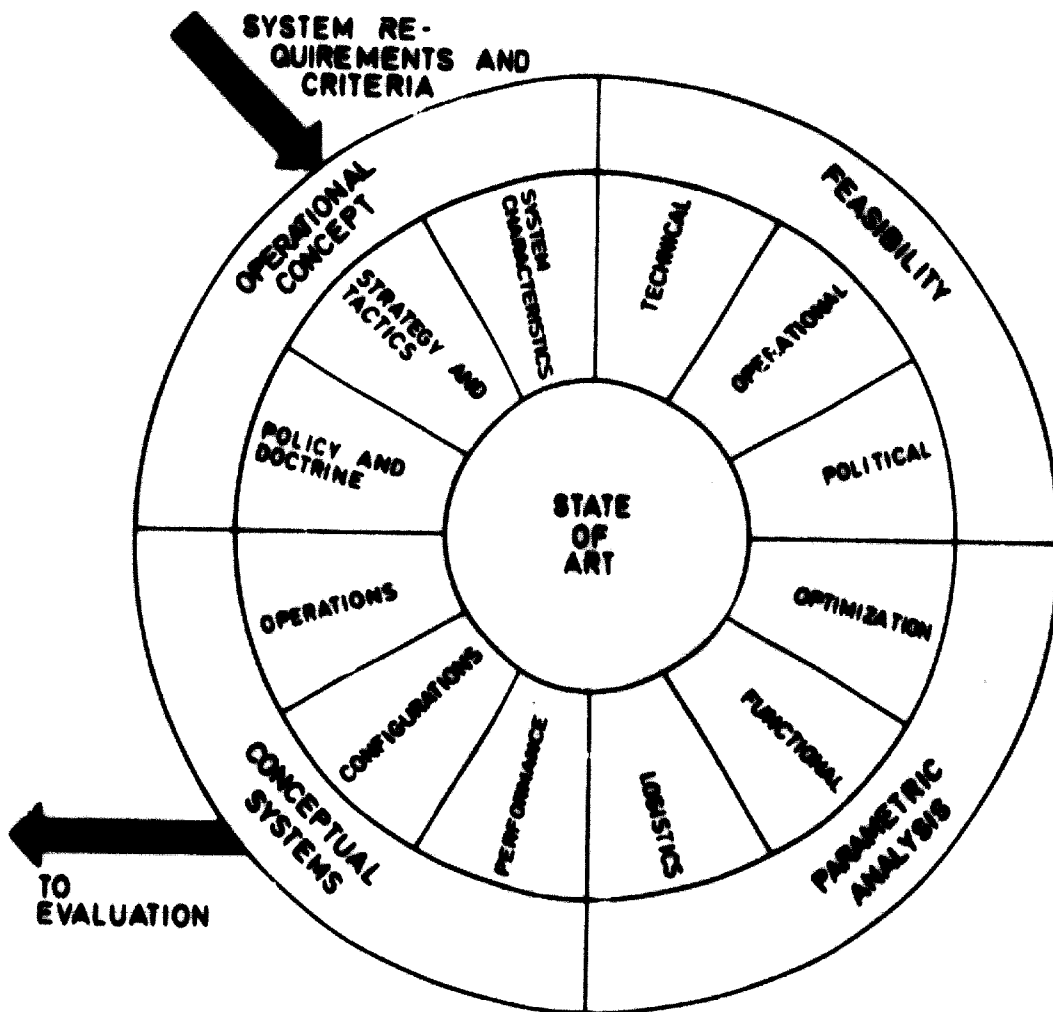 SYSTEM RE-
QUIREMENTS AND
CRITERIA
OPERATIONAL
CONCEPT
FEASIBILITY
SYSTEM
CHARACTERISTICS
TECHNICAL
STRATEGY AND
TACTICS
OPERATIONAL
POLICY AND
DOCTRINE
POLITICAL
STATE
OF
ART
OPERATIONS
OPTIMIZATION
CONFIGURATIONS
FUNCTIONAL
PERFORMANCE
LOGISTICS
CONCEPTUAL
SYSTEMS
PARAMETRIC
ANALYSIS
TO
EVALUATION